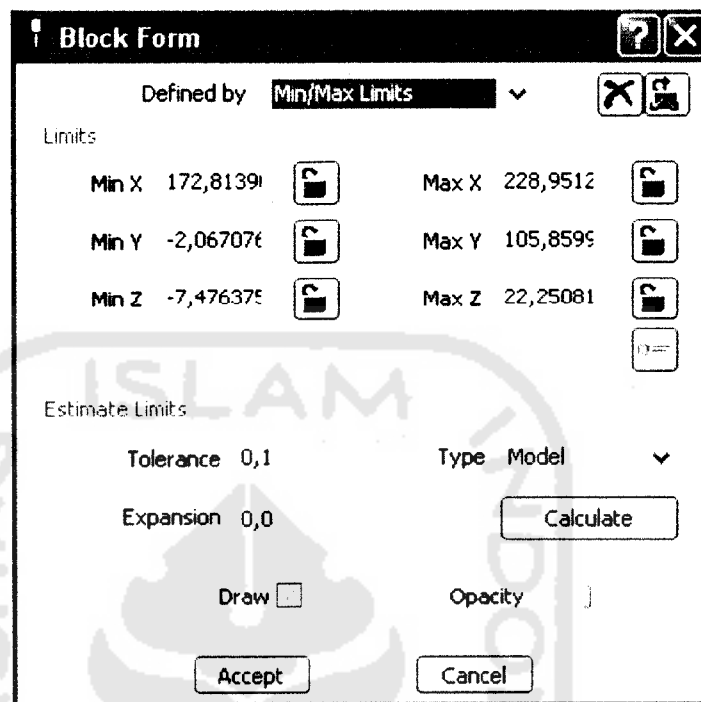 Block Form
Defined by Min/Max Limits
Limits
Min X 172,8139 Max X 228,9512
Min Y -2,067076 Max Y 105,8599
Min Z -7,476375 Max Z 22,25081
ISLAM
Estimate Limits
Tolerance 0,1 Type Model
Expansion 0,0 Calculate
Draw Opacity
Accept Cancel